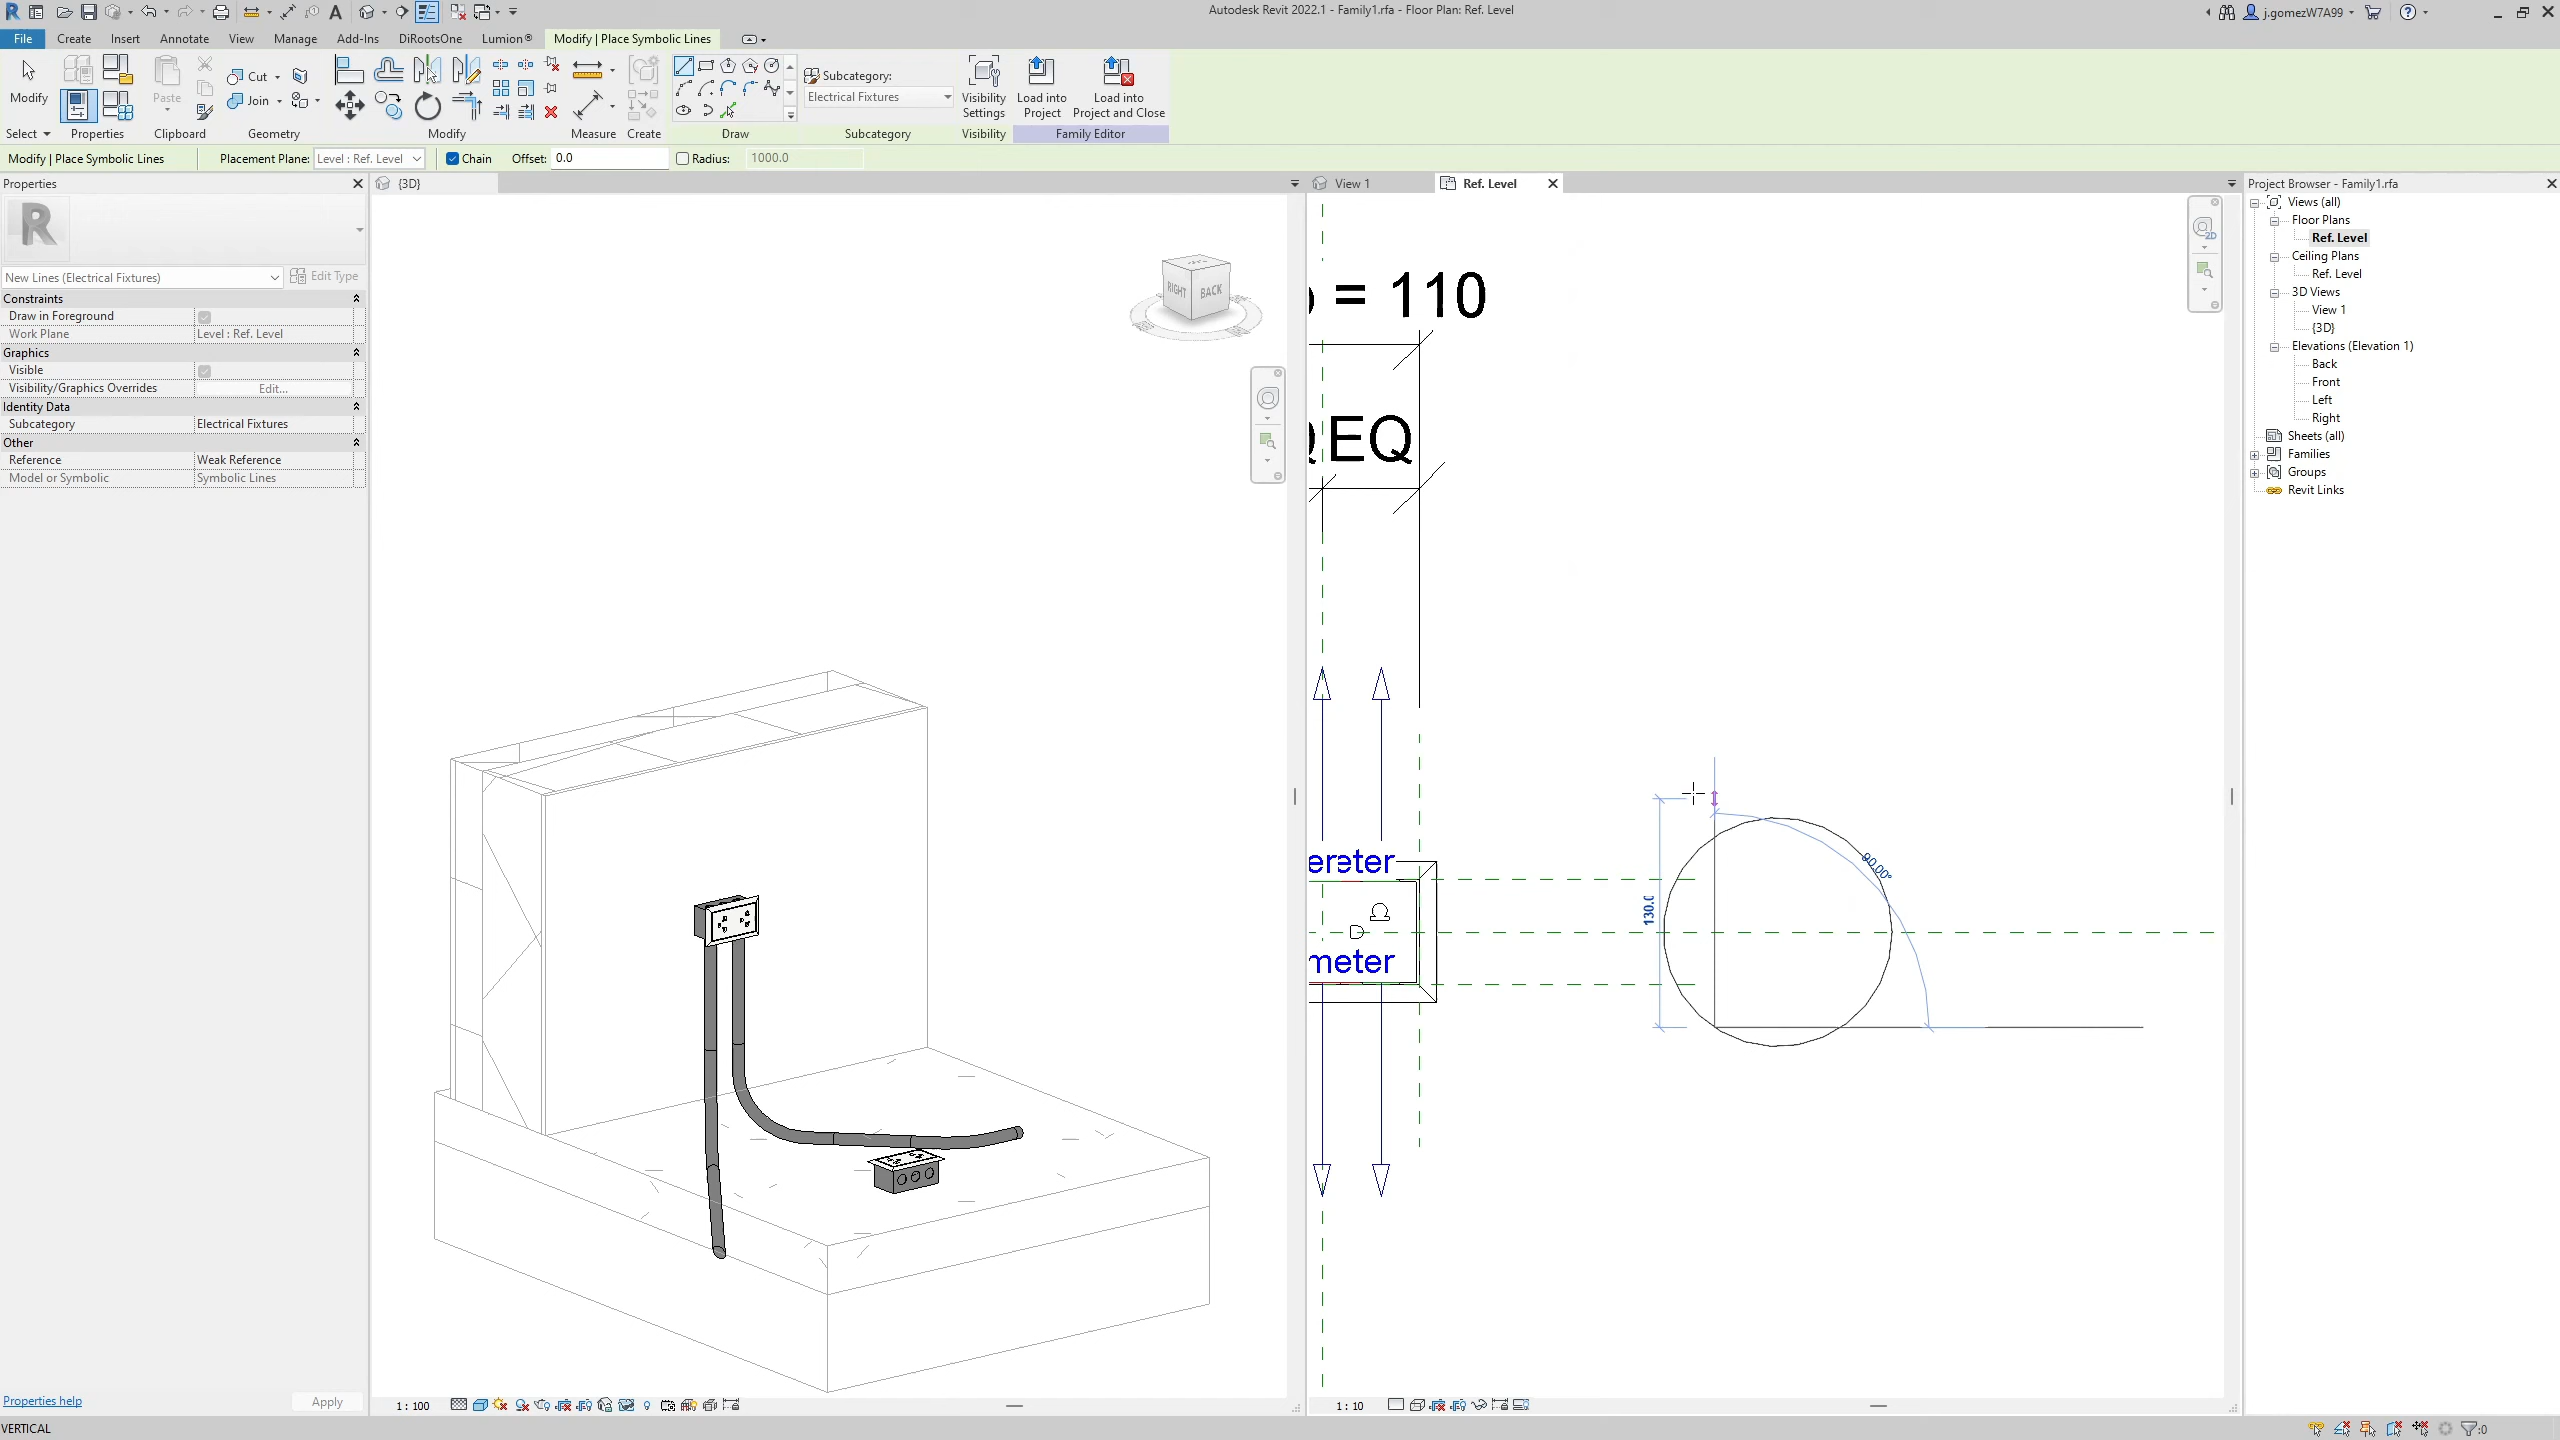 Autodesk Revit 2022.1 - Family1.rfa - Floor Plan: Ref. Level
j.gomezW7A99
File
Create
Insert
Annotate
View
Manage
Add-Ins
DiRootsOne
Lumion®
Modify | Place Symbolic Lines
Modify
Paste
Cut
Join
Subcategory:
Electrical Fixtures
Visibility
Settings
Load into
Project
Load into
Project and Close
Select
Properties
Clipboard
Geometry
Modify
Measure
Create
Draw
Subcategory
Visibility
Family Editor
Modify | Place Symbolic Lines
Placement Plane:
Level : Ref. Level
Chain
Offset:
0.0
Radius:
1000.0
Properties
{3D}
View 1
Ref. Level
Project Browser - Family1.rfa
New Lines (Electrical Fixtures)
Edit Type
Constraints
Draw in Foreground
Work Plane
Level : Ref. Level
Graphics
Visible
Visibility/Graphics Overrides
Edit...
Identity Data
Subcategory
Electrical Fixtures
Other
Reference
Weak Reference
Model or Symbolic
Symbolic Lines
RIGHT
BACK
= 110
EQ
ereter
meter
130.0
90.00°
Views (all)
Floor Plans
Ref. Level
Ceiling Plans
Ref. Level
3D Views
View 1
{3D}
Elevations (Elevation 1)
Back
Front
Left
Right
Sheets (all)
Families
Groups
Revit Links
Properties help
Apply
1 : 100
1 : 10
VERTICAL
:0